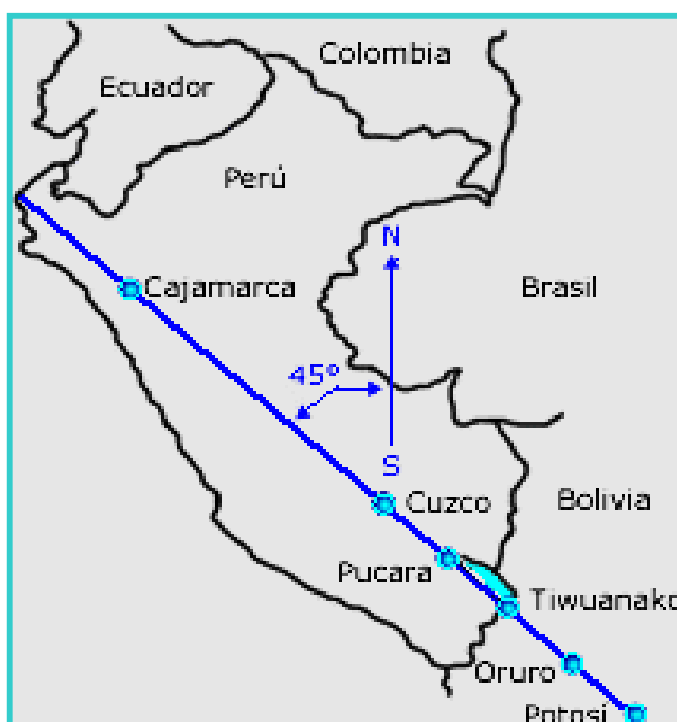 Colombia
Ecuador
Perú
N
Cajamarca
Brasil
45º
S
Cuzco
Bolivia
Pucara
Tiwuanako
Oruro
Potosi